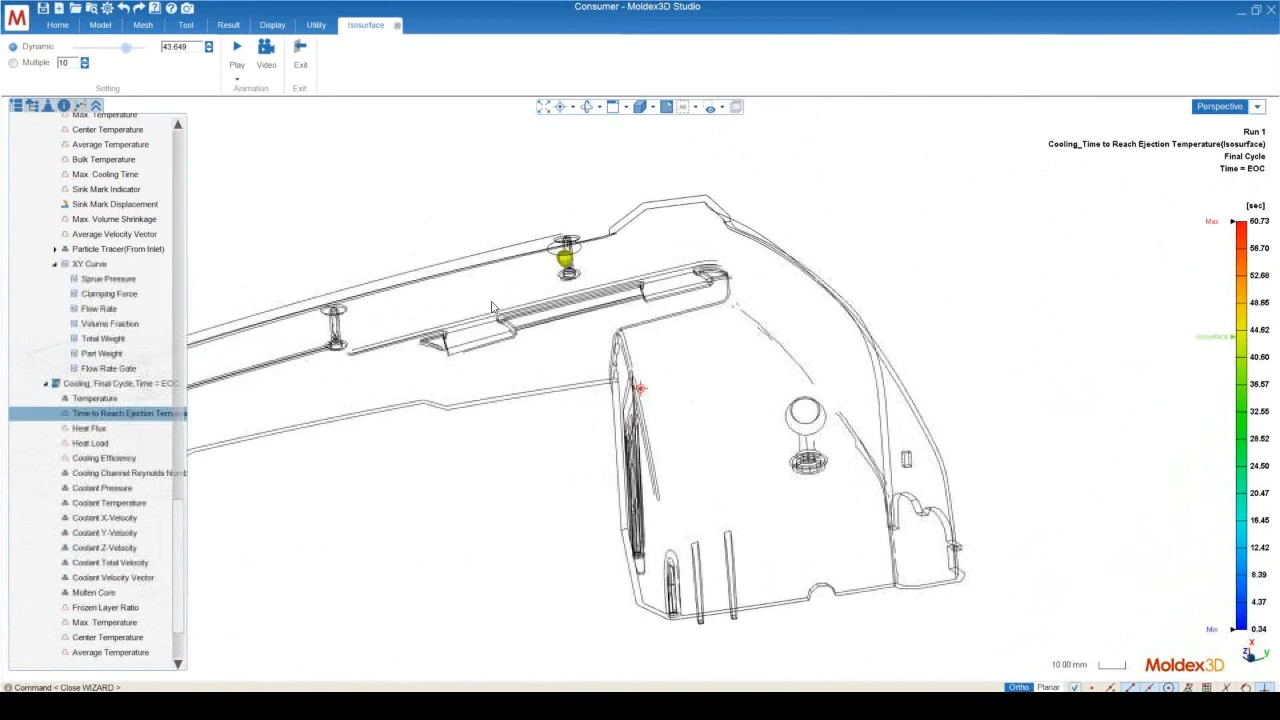 Consumer - Moldex3D Studio
Home Model Mesh Tool Result Display Utility Isosurface
Dynamic 43.649
Multiple 10
Play Video Exit
Setting Animation Exit
Perspective
Max. Temperature
Center Temperature
Average Temperature
Bulk Temperature
Max. Cooling Time
Sink Mark Indicator
Sink Mark Displacement
Max. Volume Shrinkage
Average Velocity Vector
Particle Tracer(From Inlet)
XY Curve
Sprue Pressure
Clamping Force
Flow Rate
Volume Fraction
Total Weight
Part Weight
Flow Rate Gate
Cooling, Final Cycle,Time = EOC
Temperature
Time to Reach Ejection Tempe
Heat Flux
Heat Load
Cooling Efficiency
Cooling Channel Reynolds Numb
Coolant Pressure
Coolant Temperature
Coolant X-Velocity
Coolant Y-Velocity
Coolant Z-Velocity
Coolant Total Velocity
Coolant Velocity Vector
Molten Core
Frozen Layer Ratio
Max. Temperature
Center Temperature
Average Temperature
Run 1
Cooling_Time to Reach Ejection Temperature(Isosurface)
Final Cycle
Time = EOC
[sec]
Max 60.73
56.70
52.68
48.65
44.62
Isosurface
40.60
36.57
32.55
28.52
24.50
20.47
16.45
12.42
8.39
4.37
Min 0.34
X
Z Y
10.00 mm
Moldex3D
Command < Close WIZARD >
Ortho Planar